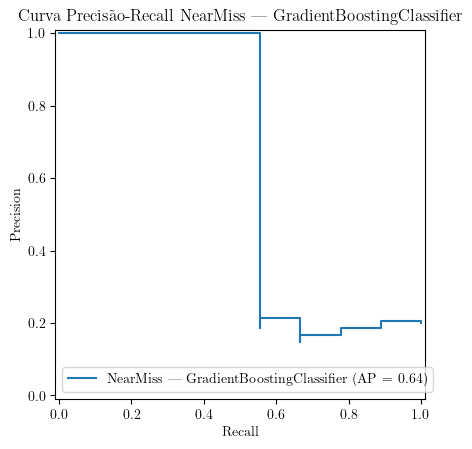 Curva Precisão-Recall NearMiss — GradientBoostingClassifier
1.0
0.8
0.6
0.4
0.2
0.0
Precision
NearMiss — GradientBoostingClassifier (AP = 0.64)
0.0 0.2 0.4 0.6 0.8 1.0
Recall